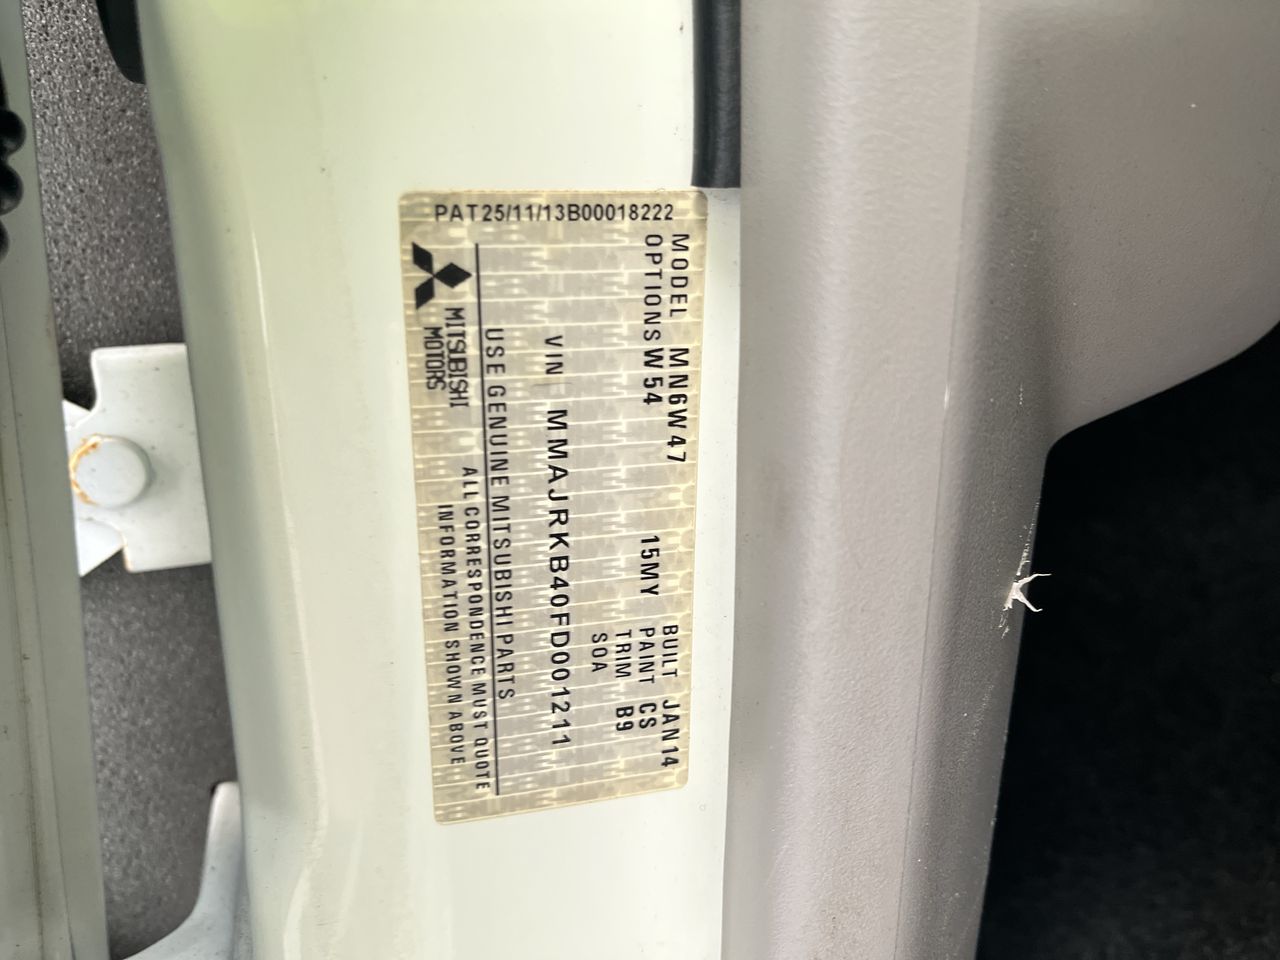 PAT25/11/13B00018222
MODEL MN6W47 BUILT JAN14
OPTIONS W54 15MY PAINT CS
TRIM B9
SOA
VIN MMAJRKB40FD001211
USE GENUINE MITSUBISHI PARTS
MITSUBISHI
MOTORS
ALL CORRESPONDENCE MUST QUOTE
INFORMATION SHOWN ABOVE